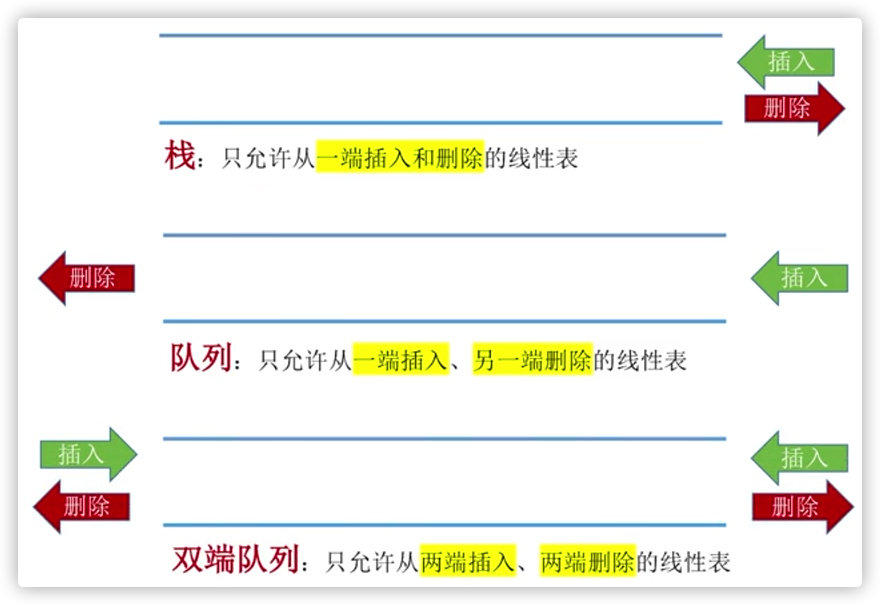 插入
删除
栈：只允许从一端插入和删除的线性表
删除
插入
队列：只允许从一端插入、另一端删除的线性表
插入
插入
删除
删除
双端队列：只允许从两端插入、两端删除的线性表